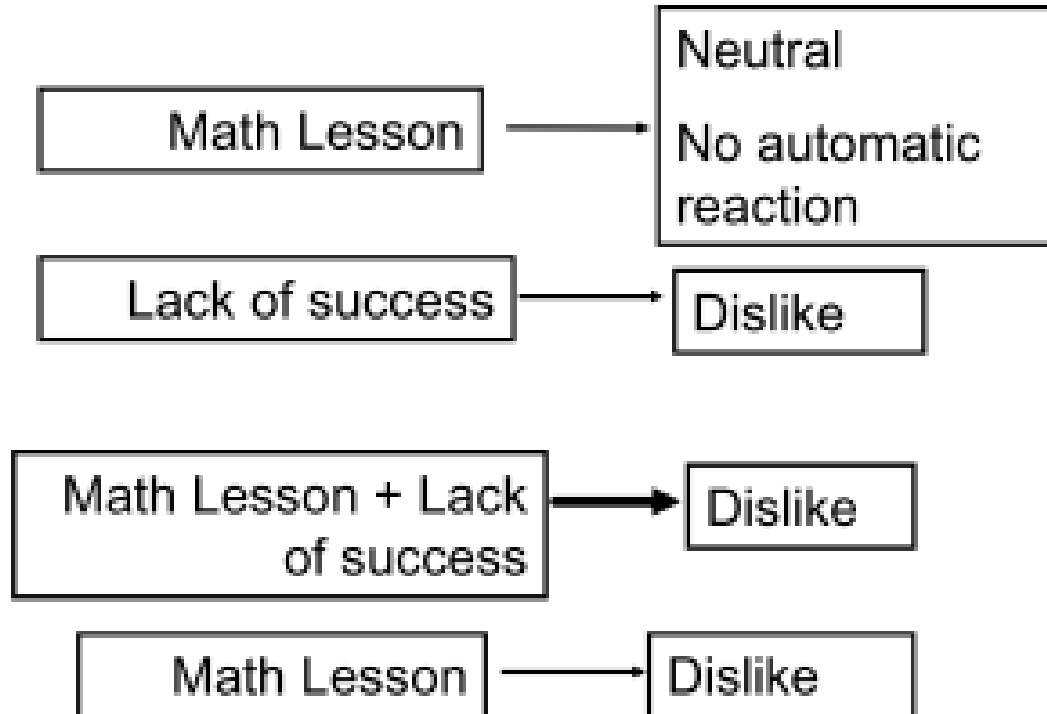 Math Lesson
Neutral
No automatic
reaction
Lack of success
Dislike
Math Lesson + Lack
of success
Dislike
Math Lesson
Dislike